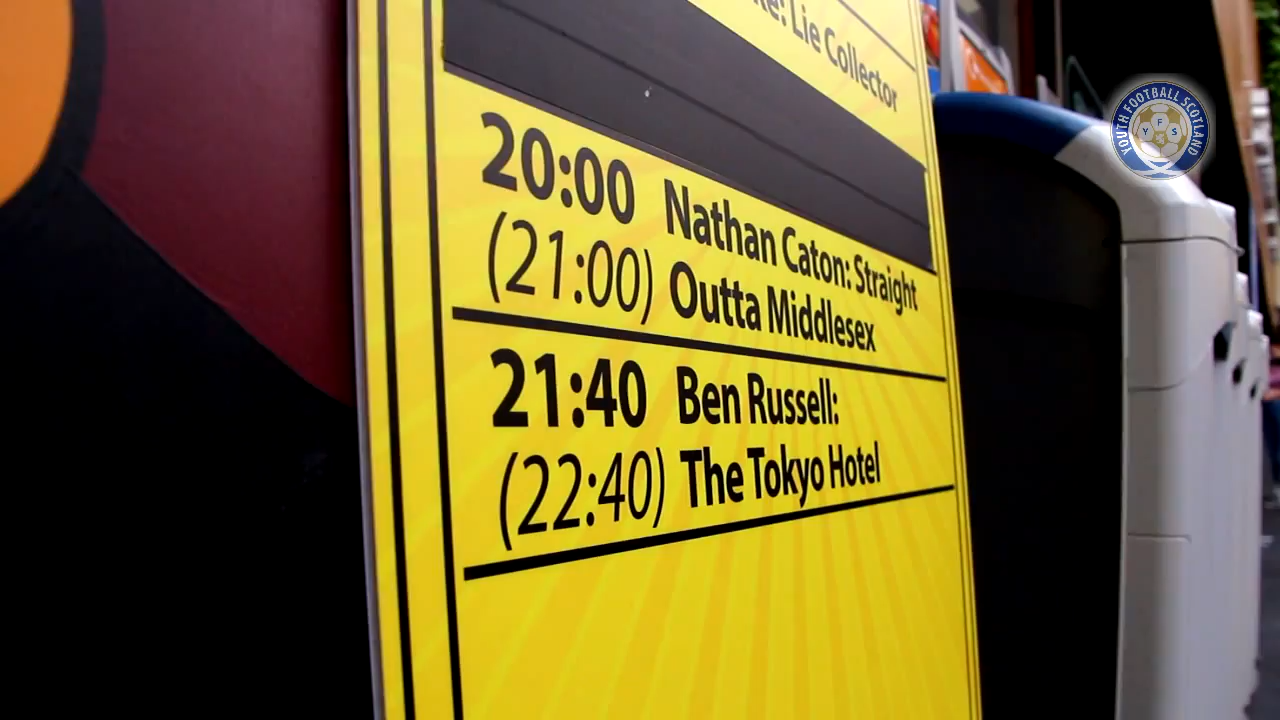 Lie Collector
20:00 Nathan Caton: Straight
(21:00) Outta Middlesex
21:40 Ben Russell:
(22:40) The Tokyo Hotel
YOUTH FOOTBALL SCOTLAND
YFS